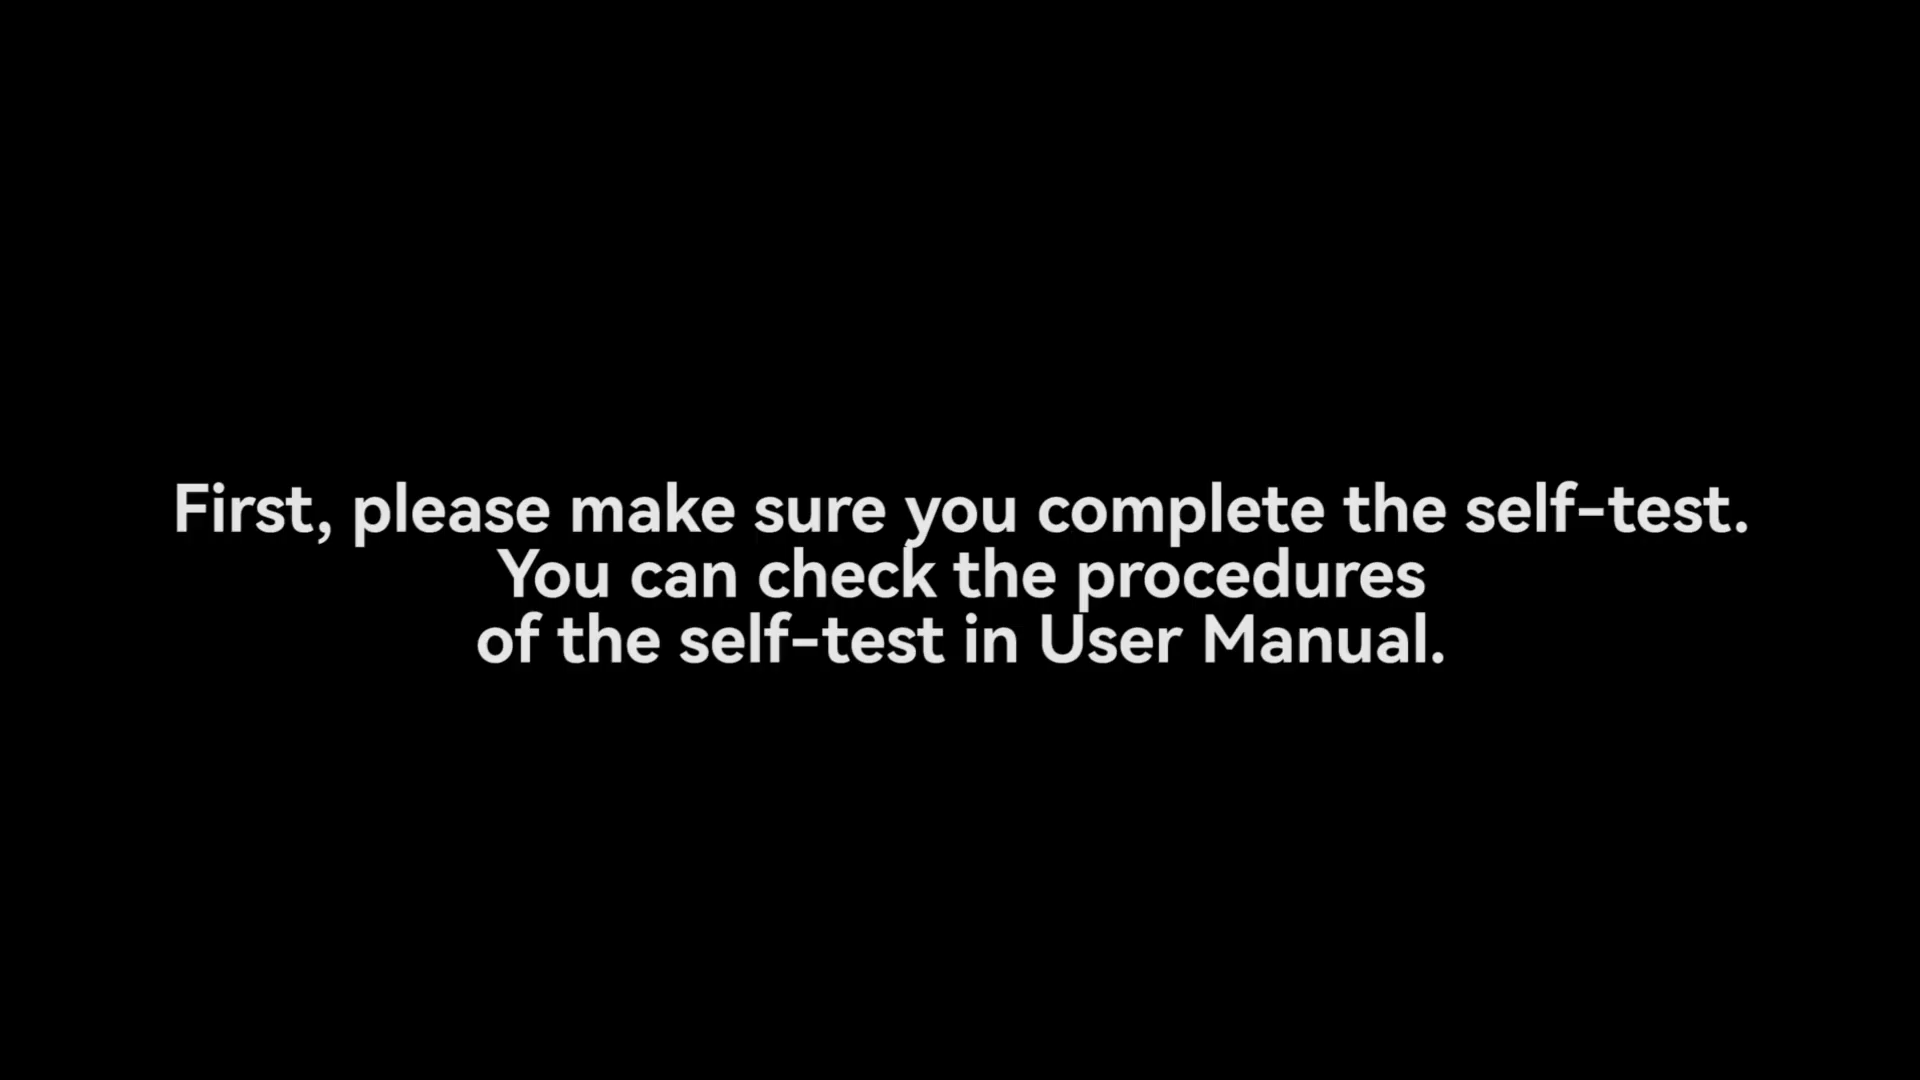 First, please make sure you complete the self-test.
You can check the procedures
of the self-test in User Manual.